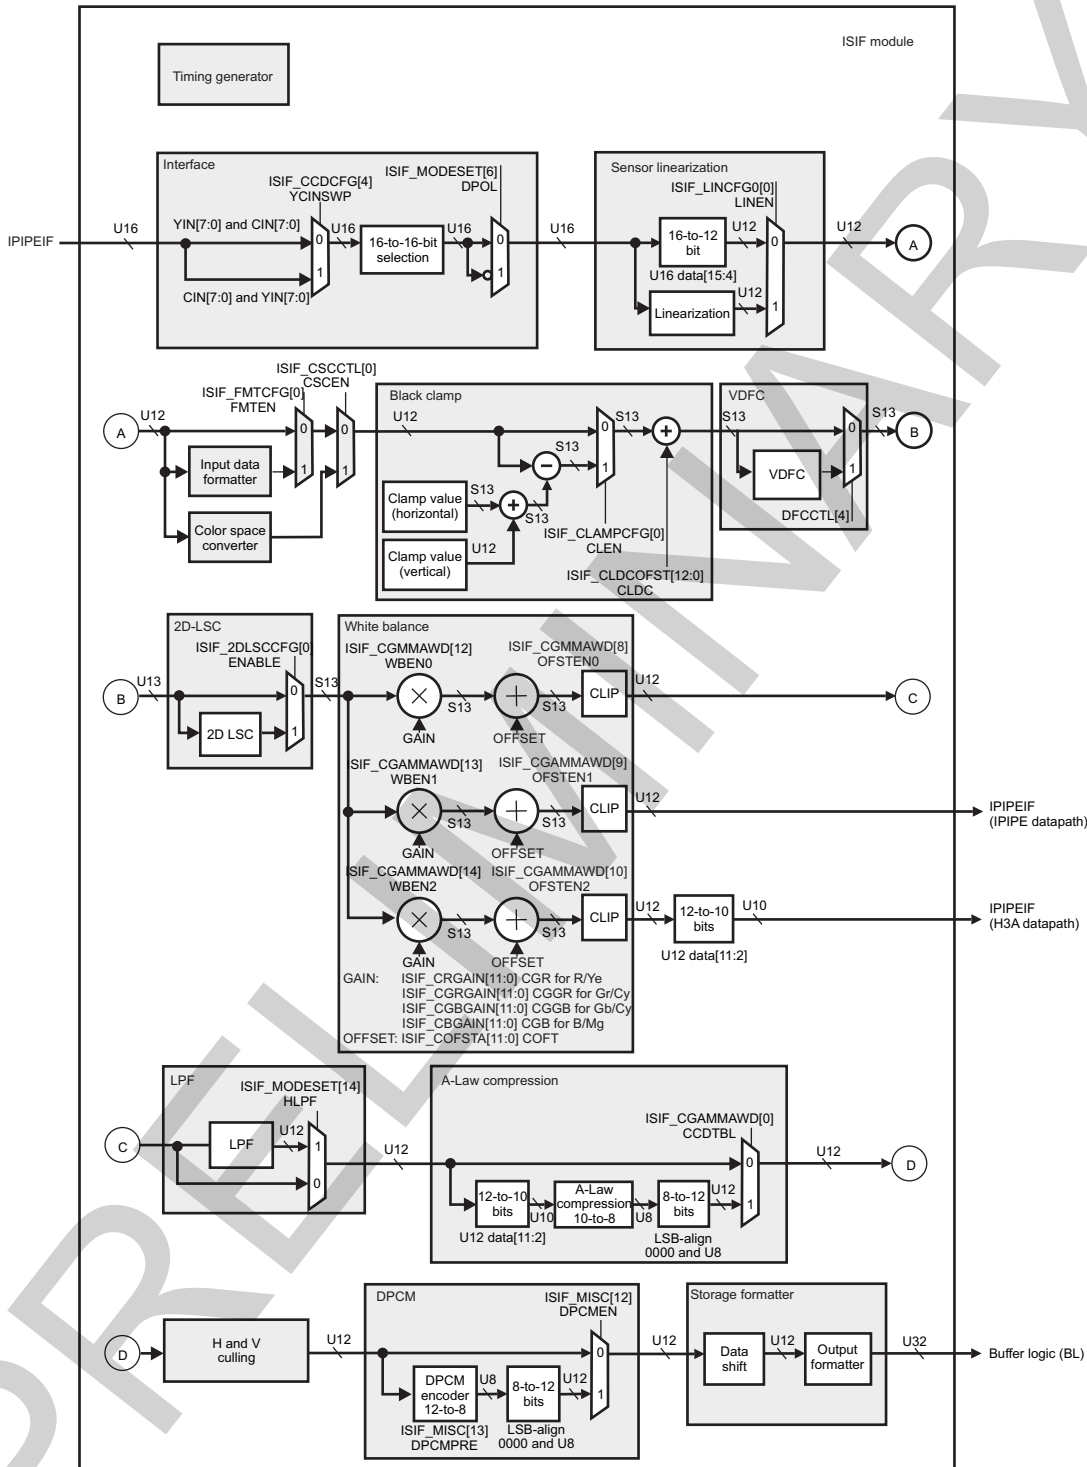 ISIF module
Timing generator
Interface
ISIF_CCDCFG[4]
YCINSWP
ISIF_MODESET[6]
DPOL
IPIPEIF
U16
YIN[7:0] and CIN[7:0]
CIN[7:0] and YIN[7:0]
0
1
U16
16-to-16-bit
selection
U16
0
1
U16
Sensor linearization
ISIF_LINCFG0[0]
LINEN
16-to-12
bit
U16 data[15:4]
U12
Linearization
U12
0
1
U12
A
A
U12
ISIF_FMTCFG[0]
FMTEN
ISIF_CSCCTL[0]
CSCEN
Input data
formatter
Color space
converter
0
1
0
1
Black clamp
U12
Clamp value
(horizontal)
S13
Clamp value
(vertical)
U12
+
S13
−
S13
0
1
S13
+
ISIF_CLAMPCFG[0]
CLEN
ISIF_CLDCOFST[12:0]
CLDC
VDFC
S13
VDFC
0
1
DFCCTL[4]
S13
B
B
U13
2D-LSC
ISIF_2DLSCCFG[0]
ENABLE
2D LSC
0
1
S13
White balance
ISIF_CGMMAWD[12]
WBEN0
ISIF_CGMMAWD[8]
OFSTEN0
×
S13
+
S13
CLIP
U12
C
GAIN
OFFSET
ISIF_CGAMMAWD[13]
WBEN1
ISIF_CGAMMAWD[9]
OFSTEN1
×
S13
+
S13
CLIP
U12
IPIPEIF
(IPIPE datapath)
GAIN
OFFSET
ISIF_CGAMMAWD[14]
WBEN2
ISIF_CGAMMAWD[10]
OFSTEN2
×
S13
+
S13
CLIP
U12
12-to-10
bits
U12 data[11:2]
U10
IPIPEIF
(H3A datapath)
GAIN
OFFSET
GAIN: ISIF_CRGAIN[11:0] CGR for R/Ye
ISIF_CGRGAIN[11:0] CGGR for Gr/Cy
ISIF_CGBGAIN[11:0] CGGB for Gb/Cy
ISIF_CBGAIN[11:0] CGB for B/Mg
OFFSET: ISIF_COFSTA[11:0] COFT
LPF
ISIF_MODESET[14]
HLPF
C
LPF
U12
1
0
U12
A-Law compression
ISIF_CGAMMAWD[0]
CCDTBL
12-to-10
bits
U12 data[11:2]
U10
A-Law
compression
10-to-8
U8
8-to-12
bits
LSB-align
0000 and U8
U12
0
1
U12
D
D
H and V
culling
U12
DPCM
ISIF_MISC[12]
DPCMEN
DPCM
encoder
12-to-8
ISIF_MISC[13]
DPCMPRE
U8
8-to-12
bits
LSB-align
0000 and U8
U12
0
1
U12
Storage formatter
Data
shift
U12
Output
formatter
U32
Buffer logic (BL)
PRELIMINARY